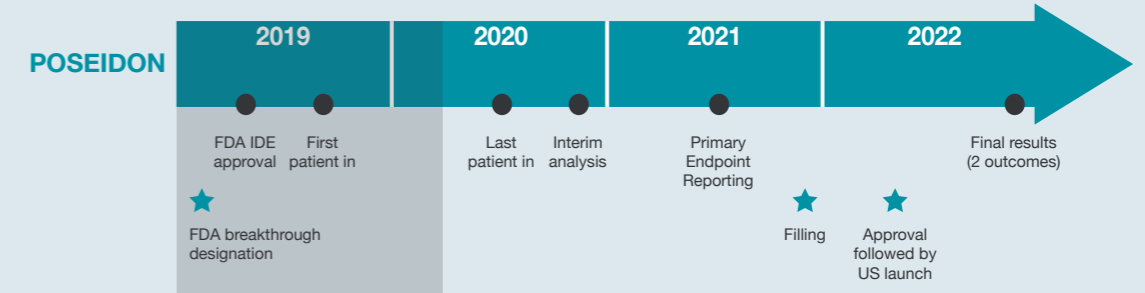 POSEIDON
2019
2020
2021
2022
FDA IDE
approval
First
patient in
Last
patient in
Interim
analysis
Primary
Endpoint
Reporting
Final results
(2 outcomes)
FDA breakthrough
designation
Filling
Approval
followed by
US launch